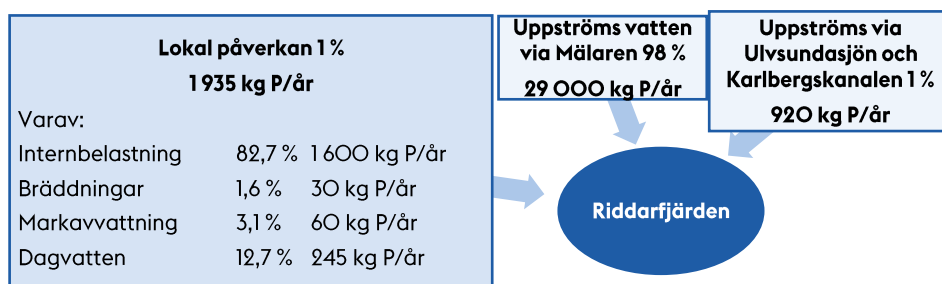 Lokal påverkan 1 %
1 935 kg P/år
Varav:
Internbelastning 82,7 % 1 600 kg P/år
Bräddningar 1,6 % 30 kg P/år
Markavvattning 3,1 % 60 kg P/år
Dagvatten 12,7 % 245 kg P/år
Uppströms vatten
via Mälaren 98 %
29 000 kg P/år
Uppströms via
Ulvsundasjön och
Karlbergskanalen 1 %
920 kg P/år
Riddarfjärden